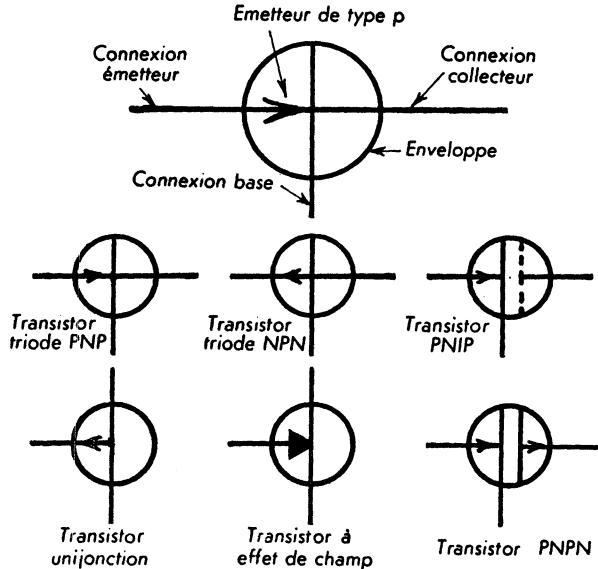 Emetteur de type p
Connexion
émetteur
Connexion
collecteur
Enveloppe
Connexion base
Transistor
triode PNP
Transistor
triode NPN
Transistor
PNIP
Transistor
unijonction
Transistor à
effet de champ
Transistor PNPN